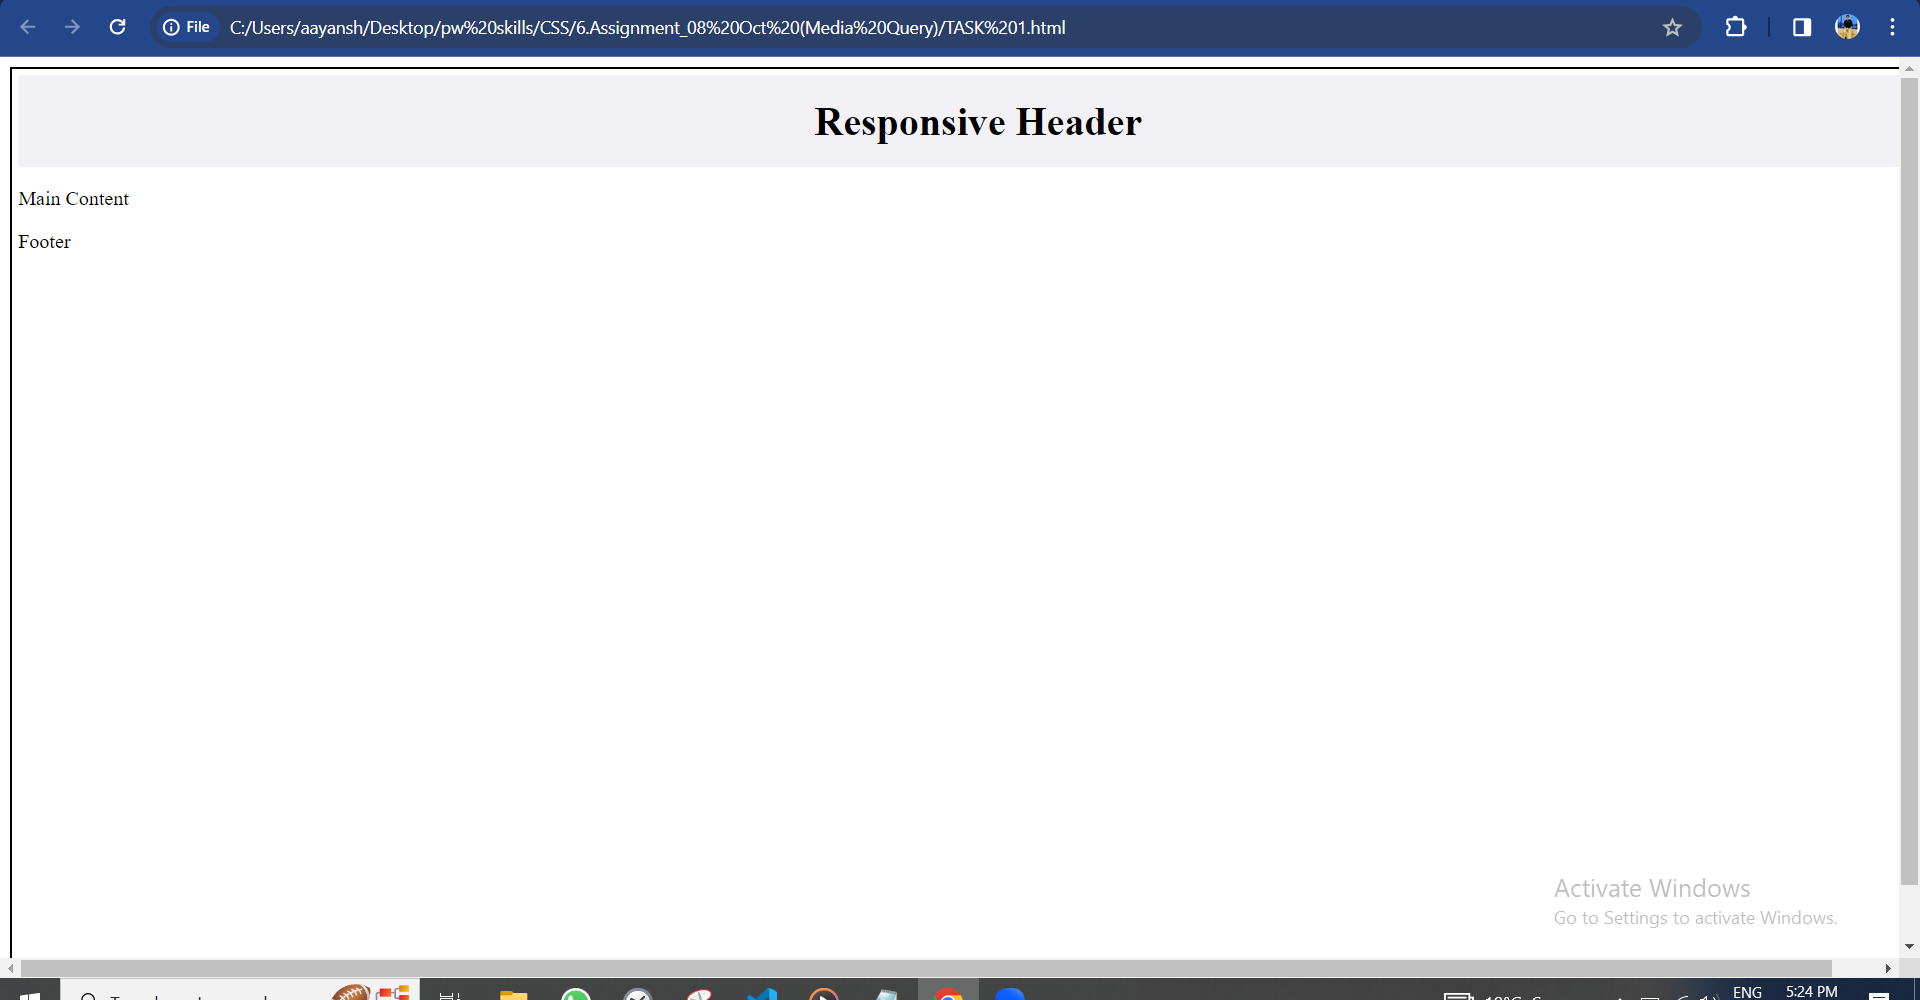 File C:/Users/aayansh/Desktop/pw%20skills/CSS/6.Assignment_08%20Oct%20(Media%20Query)/TASK%201.html
Responsive Header
Main Content
Footer
Activate Windows
Go to Settings to activate Windows.
ENG 5:24 PM